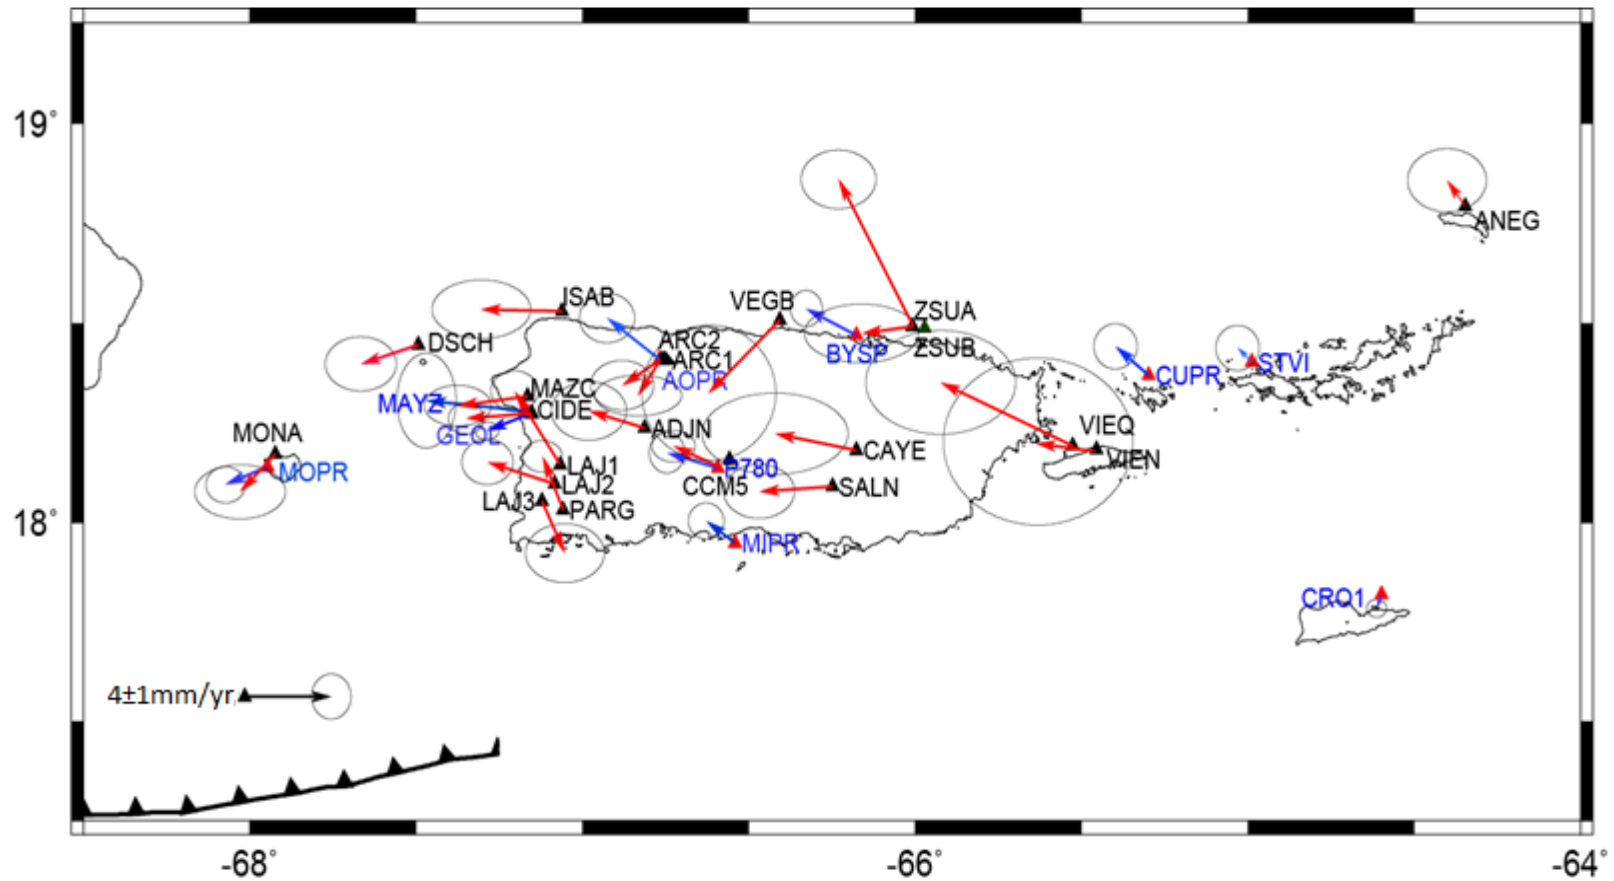 19°
ANEG
ISAB
VEGB
ZSUA
DSCH
ARC2
ARC1
BYSP
ZSUB
AOPR
CUPR
STVI
MAZC
MAYZ
CIDE
GEOL
ADJN
VIEQ
MONA
CAYE
VIEN
MOPR
LAJ1
P780
LAJ2
CCM5
SALN
LAJ3
PARG
18°
MIPR
CRO1
4±1mm/yr
-68°
-66°
-64°